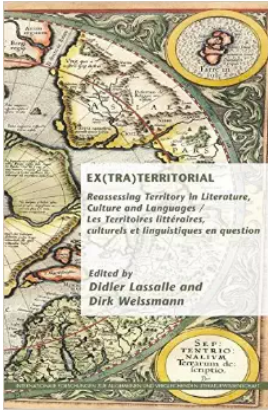 EX(TRA)TERRITORIAL
Reassessing Territory in Literature,
Culture and Languages /
Les Territoires littéraires,
culturels et linguistiques en question
Edited by
Didier Lassalle and
Dirk Weissmann
SEP:
TENTRIO:
NALIVM
Terrarum de:
scriptio.
INTERNATIONALE FORSCHUNGEN ZUR ALLGEMEINEN UND VERGLEICHENDEN LITERATURWISSENSCHAFT